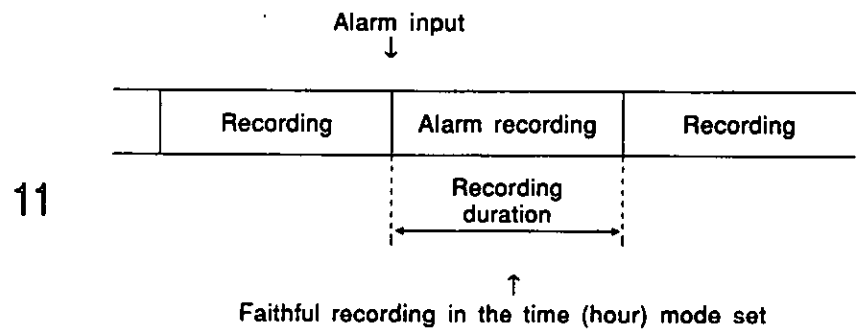 Alarm input
↓
Recording Alarm recording Recording
11
Recording
duration
↑
Faithful recording in the time (hour) mode set